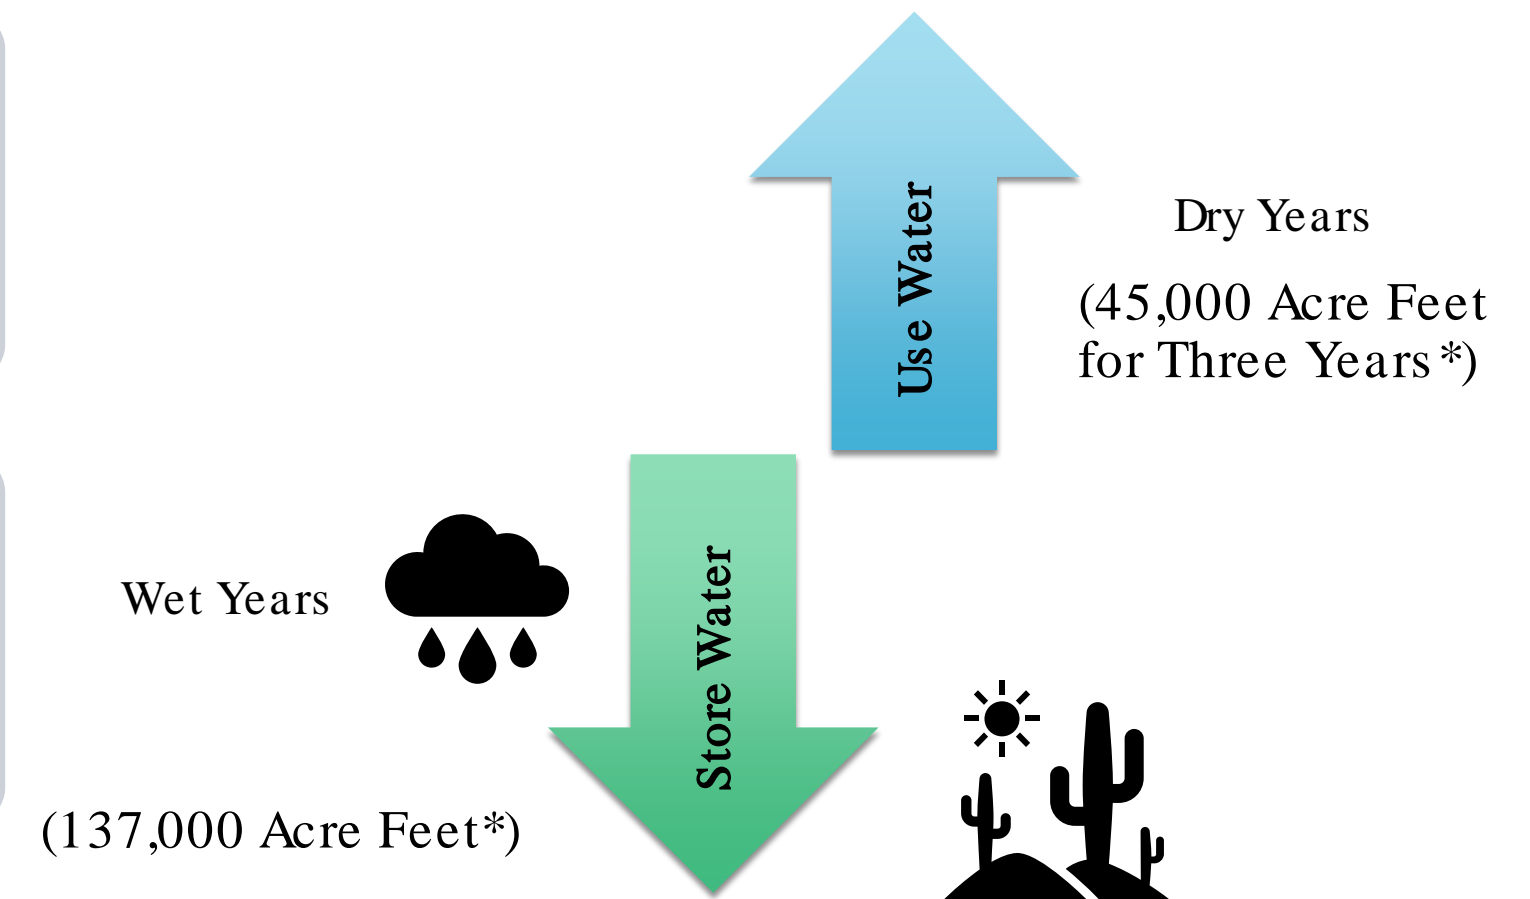 Use Water
Dry Years
(45,000 Acre Feet
for Three Years*)
Store Water
Wet Years
(137,000 Acre Feet*)